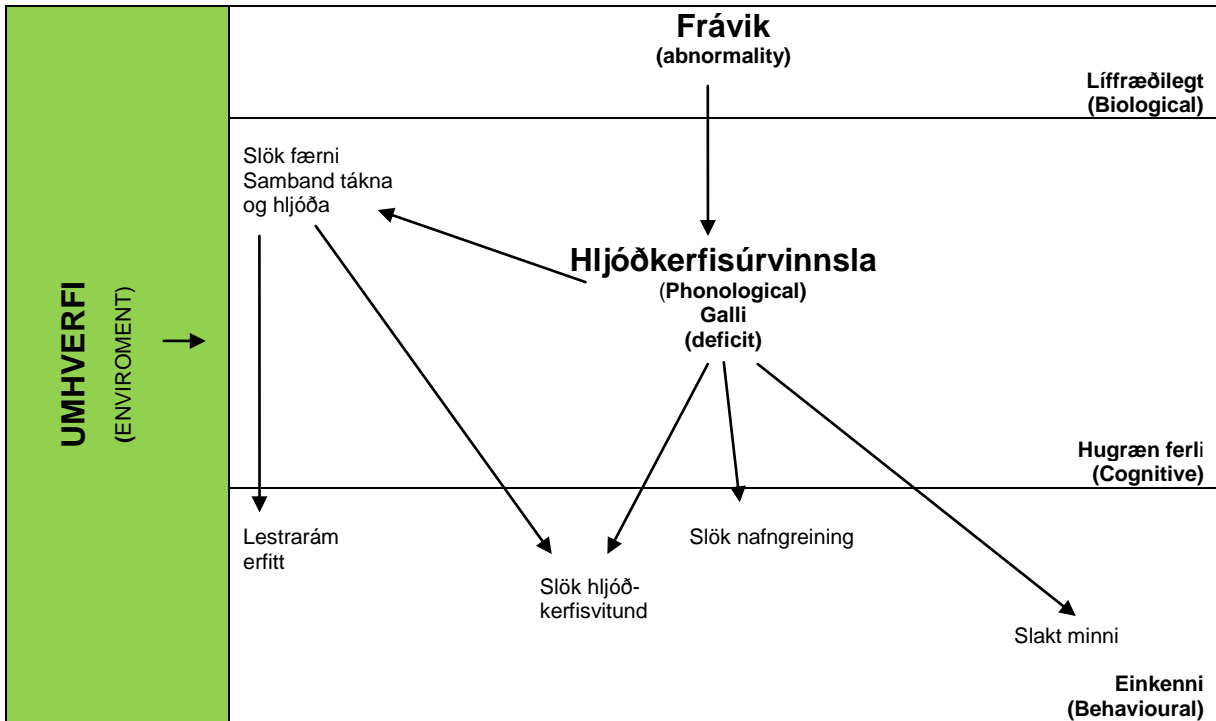 UMHVERFI
(ENVIROMENT)
Frávik
(abnormality)
Líffræðilegt
(Biological)
Slök færni
Samband tákna
og hljóða
Hljóðkerfisúrvinnsla
(Phonological)
Galli
(deficit)
Hugræn ferli
(Cognitive)
Lestrarám
erfitt
Slök hljóð-
kerfisvitund
Slök nafngreining
Slakt minni
Einkenni
(Behavioural)